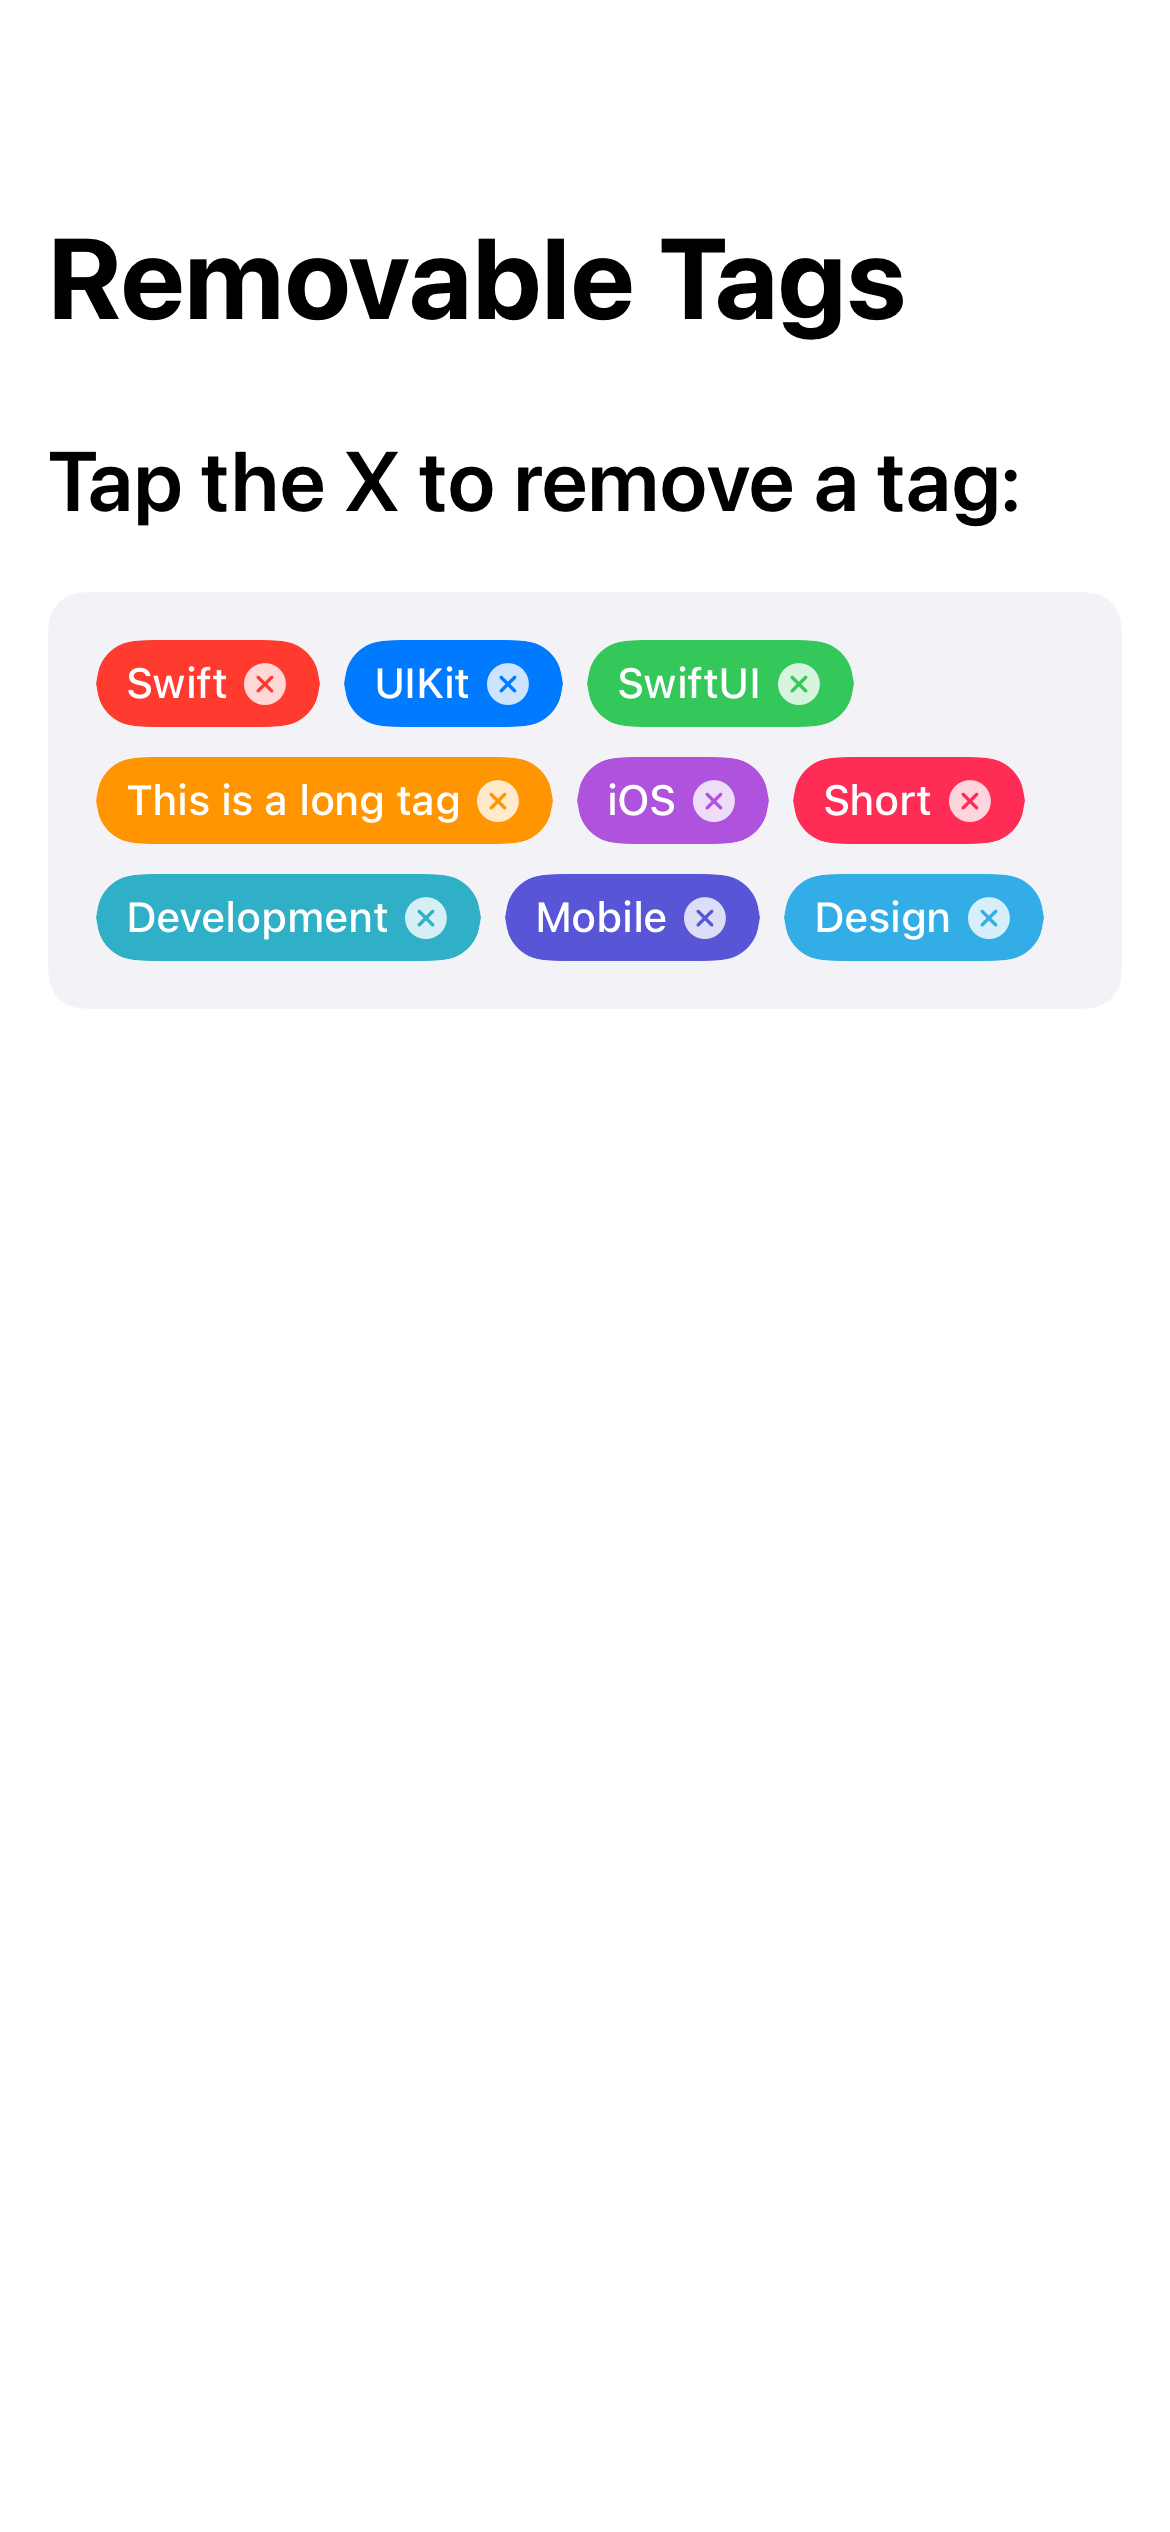 Removable Tags
Tap the X to remove a tag:
Swift UIKit SwiftUI
This is a long tag iOS Short
Development Mobile Design